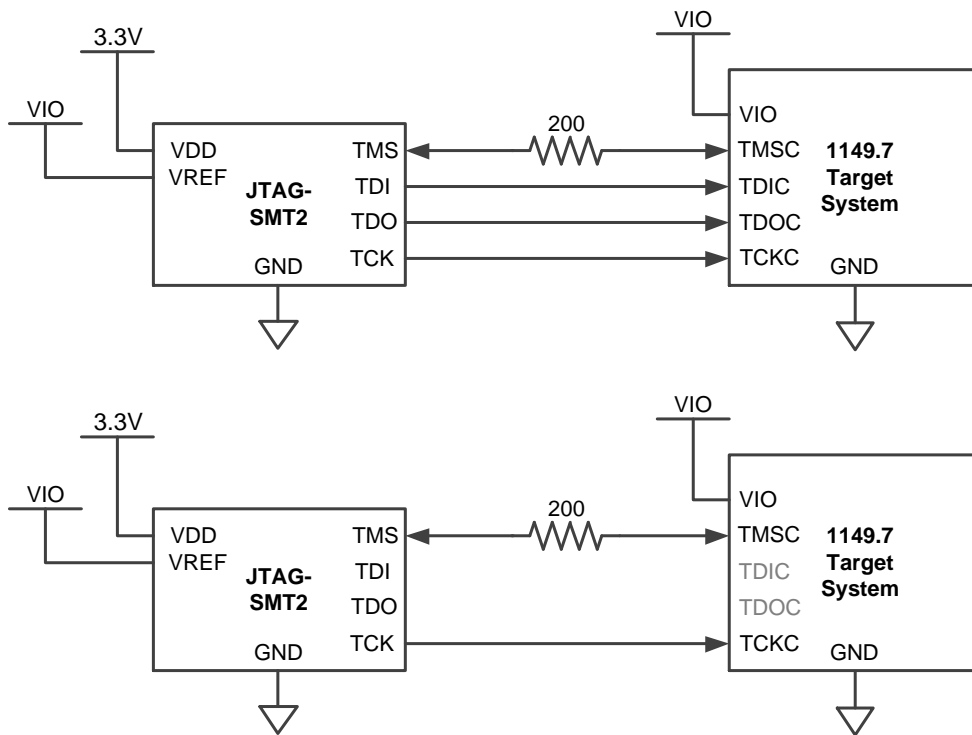 VIO
3.3V
VIO
VIO
200
VDD
TMS
TMSC
1149.7
VREF
TDI
TDIC
Target
JTAG-
SMT2
System
TDO
TDOC
GND
TCK
TCKC
GND
VIO
3.3V
VIO
VIO
200
VDD
TMS
TMSC
1149.7
VREF
TDI
TDIC
Target
JTAG-
SMT2
System
TDO
TDOC
GND
TCK
TCKC
GND